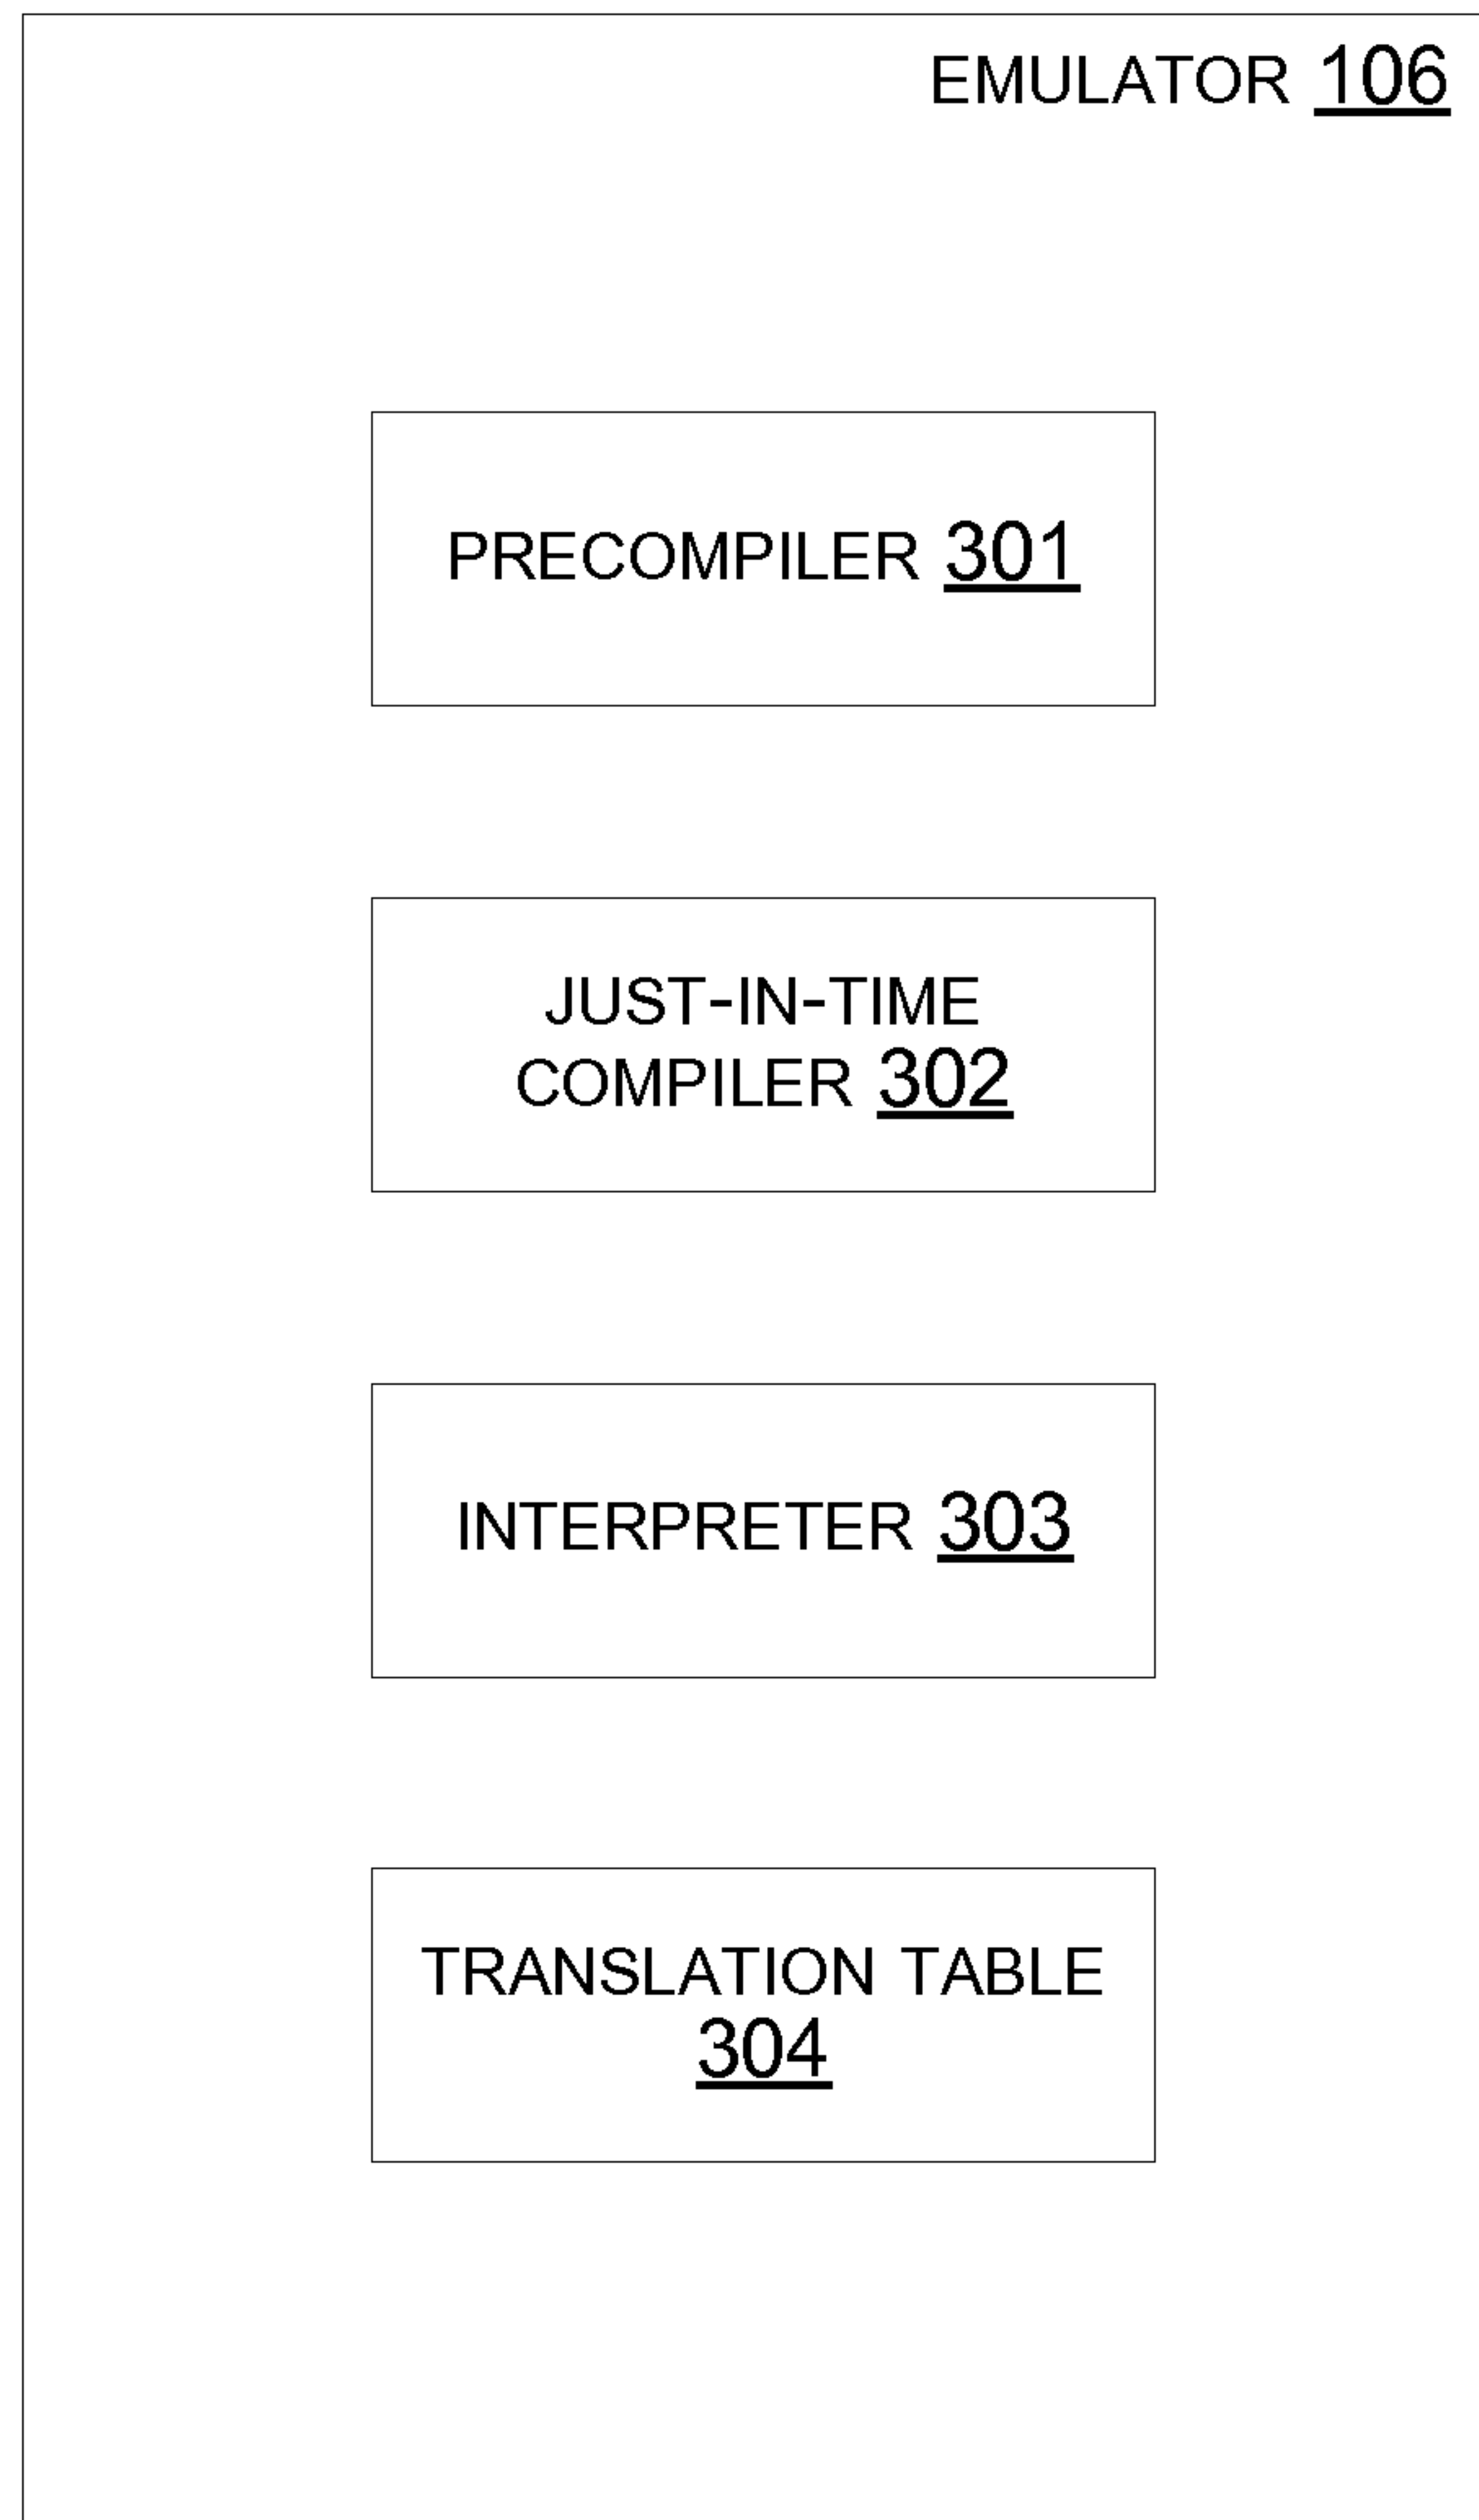 EMULATOR 106
PRECOMPILER 301
JUST-IN-TIME
COMPILER 302
INTERPRETER 303
TRANSLATION TABLE
304